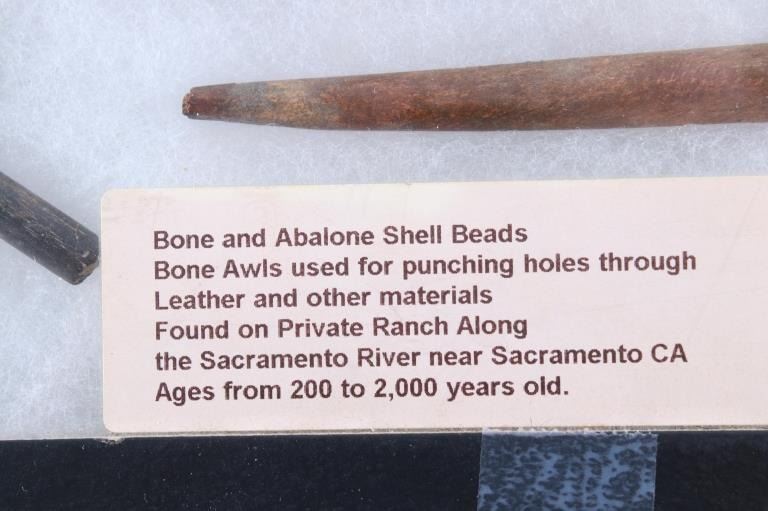 Bone and Abalone Shell Beads
Bone Awls used for punching holes through
Leather and other materials
Found on Private Ranch Along
the Sacramento River near Sacramento CA
Ages from 200 to 2,000 years old.